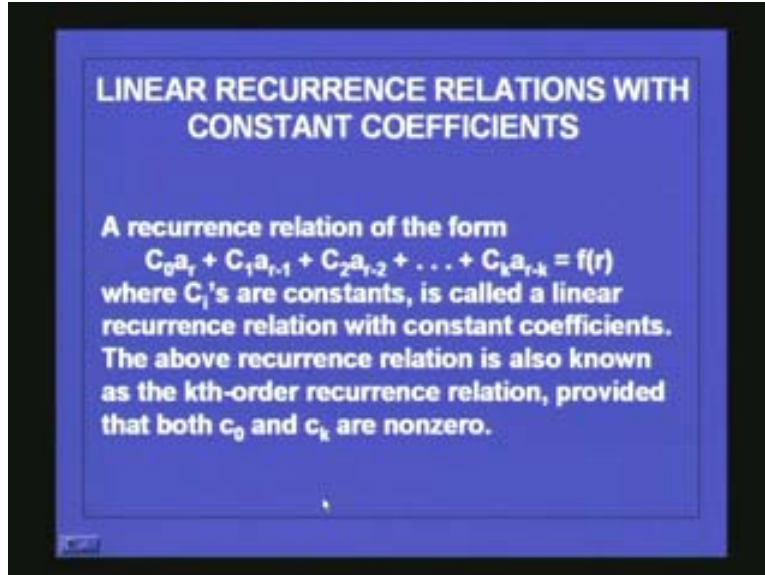 LINEAR RECURRENCE RELATIONS WITH
CONSTANT COEFFICIENTS
A recurrence relation of the form
C₀aᵣ + C₁aᵣ₋₁ + C₂aᵣ₋₂ + . . . + Cₖaᵣ₋ₖ = f(r)
where Cᵢ's are constants, is called a linear
recurrence relation with constant coefficients.
The above recurrence relation is also known
as the kth-order recurrence relation, provided
that both c₀ and cₖ are nonzero.